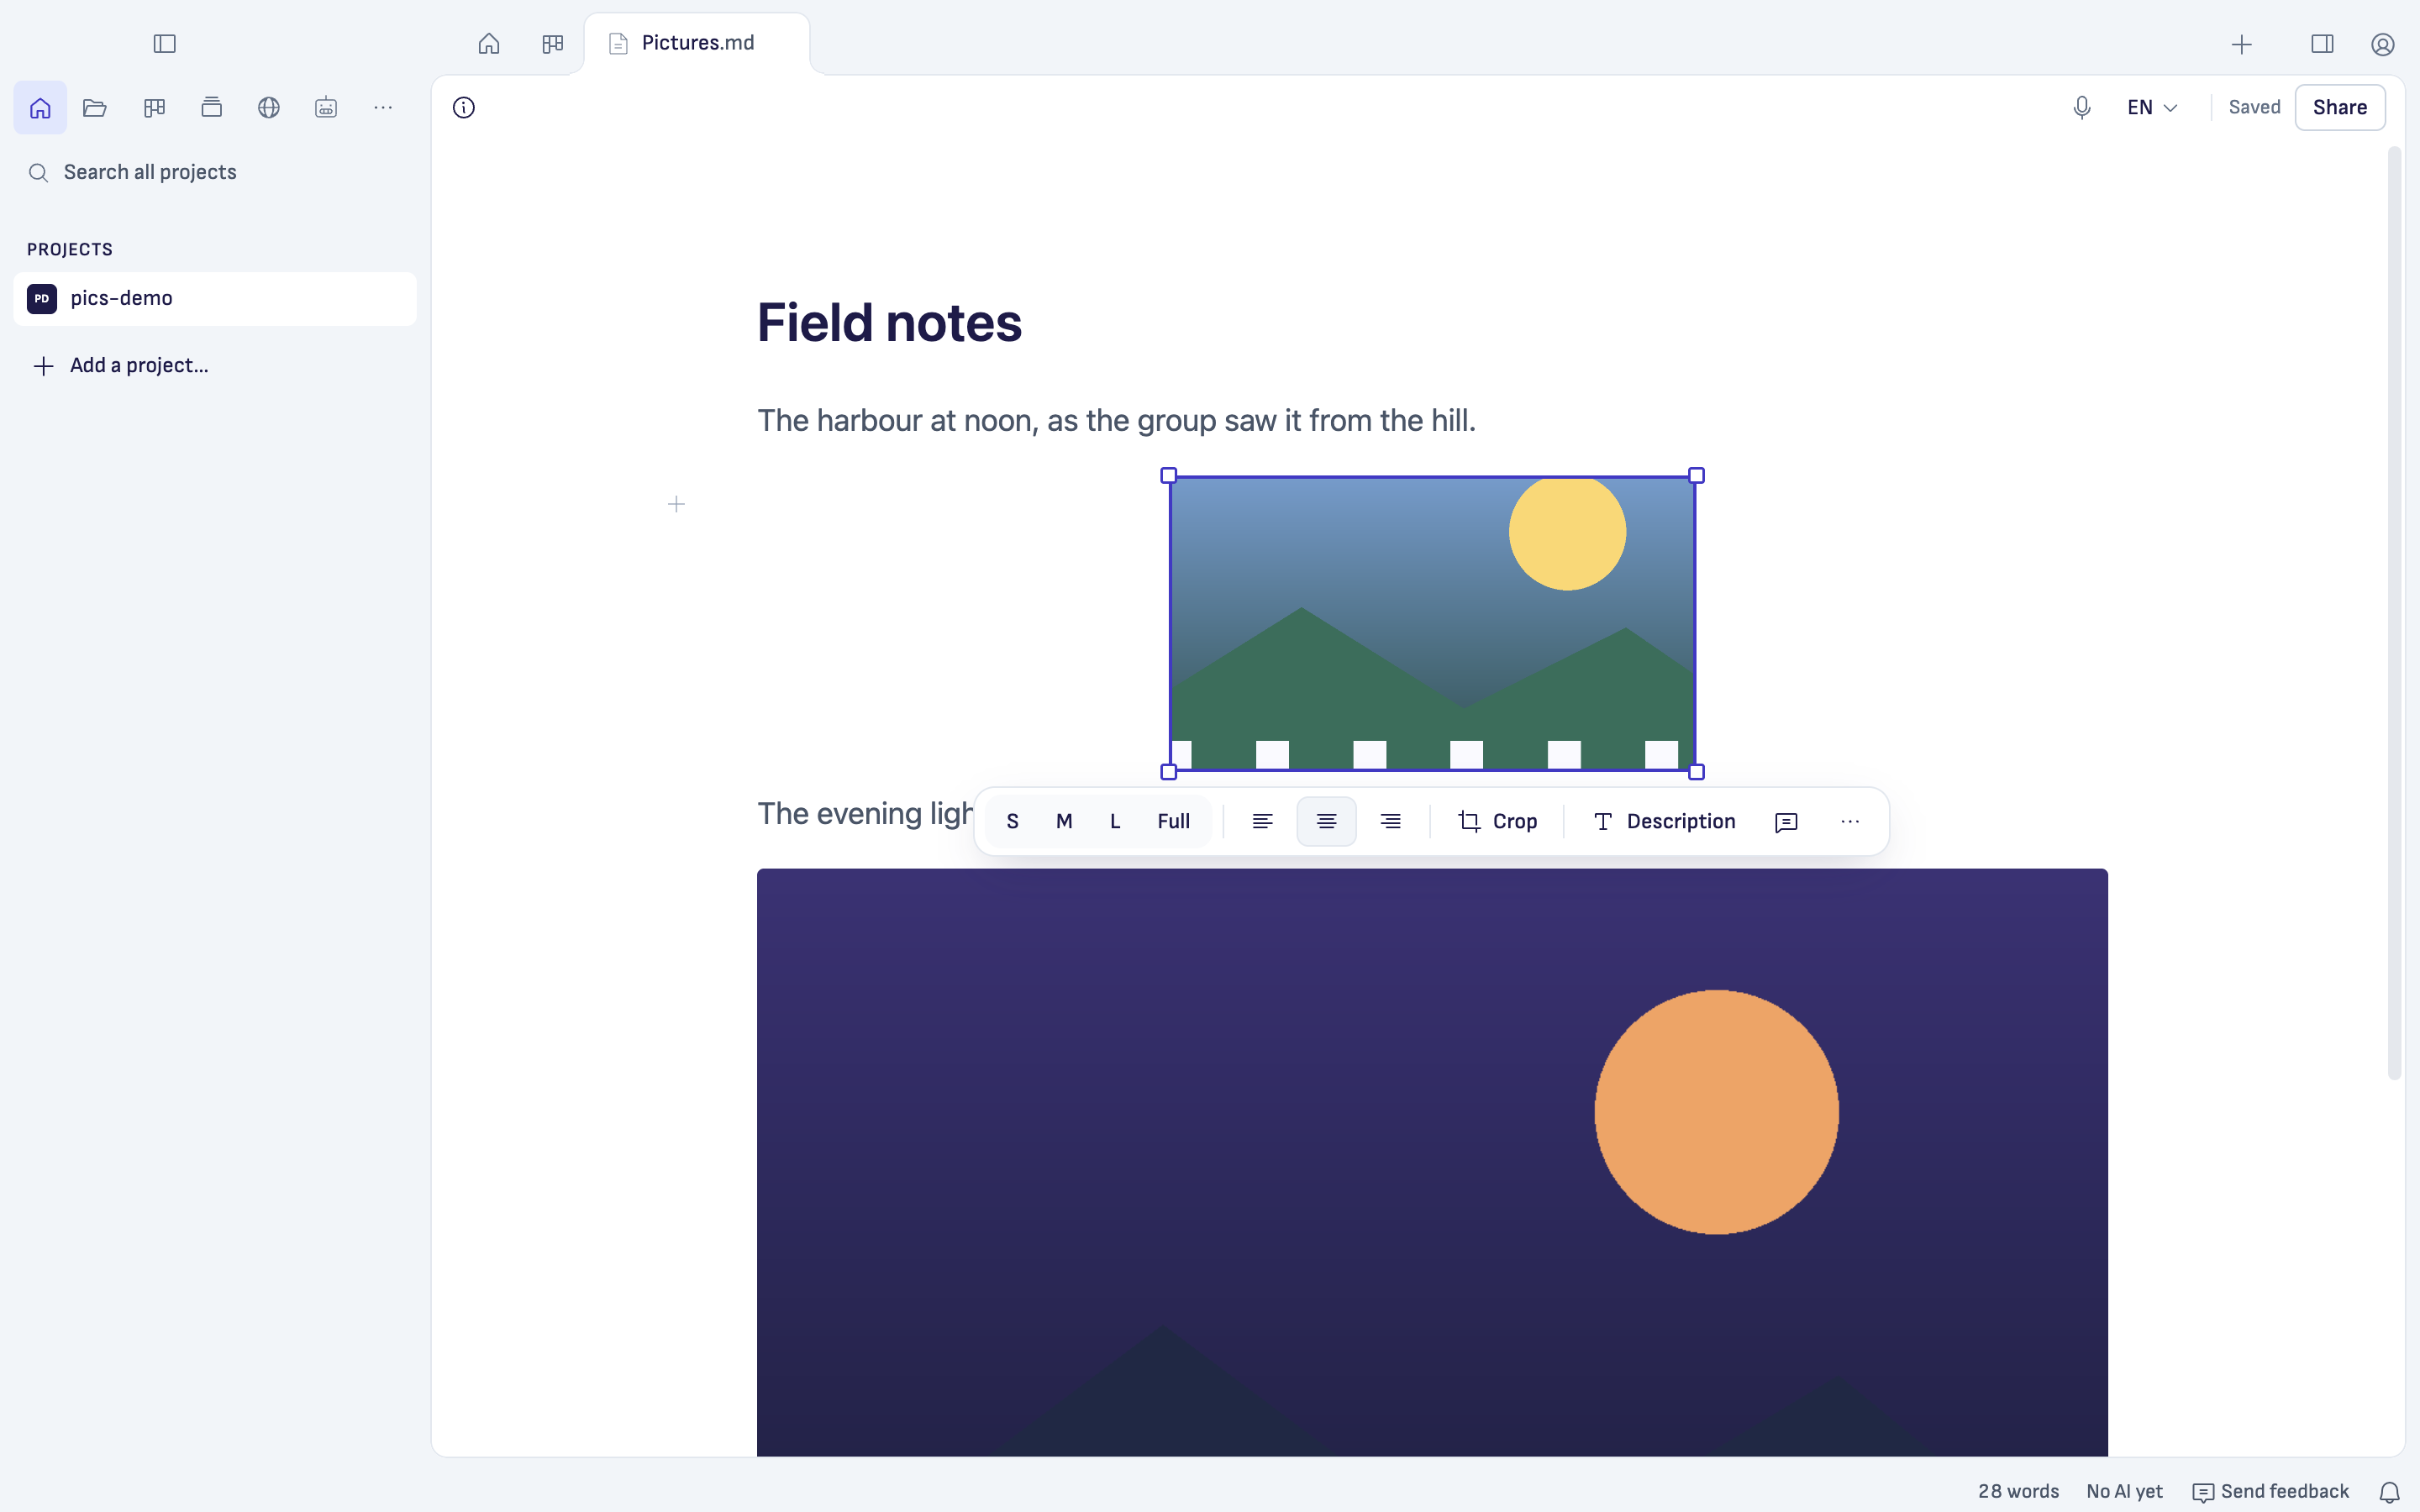 Pictures.md
EN
Saved
Share
Search all projects
PROJECTS
PD
pics-demo
Add a project...
Field notes
The harbour at noon, as the group saw it from the hill.
The evening
S
M
L
Full
Crop
Description
28 words
No AI yet
Send feedback